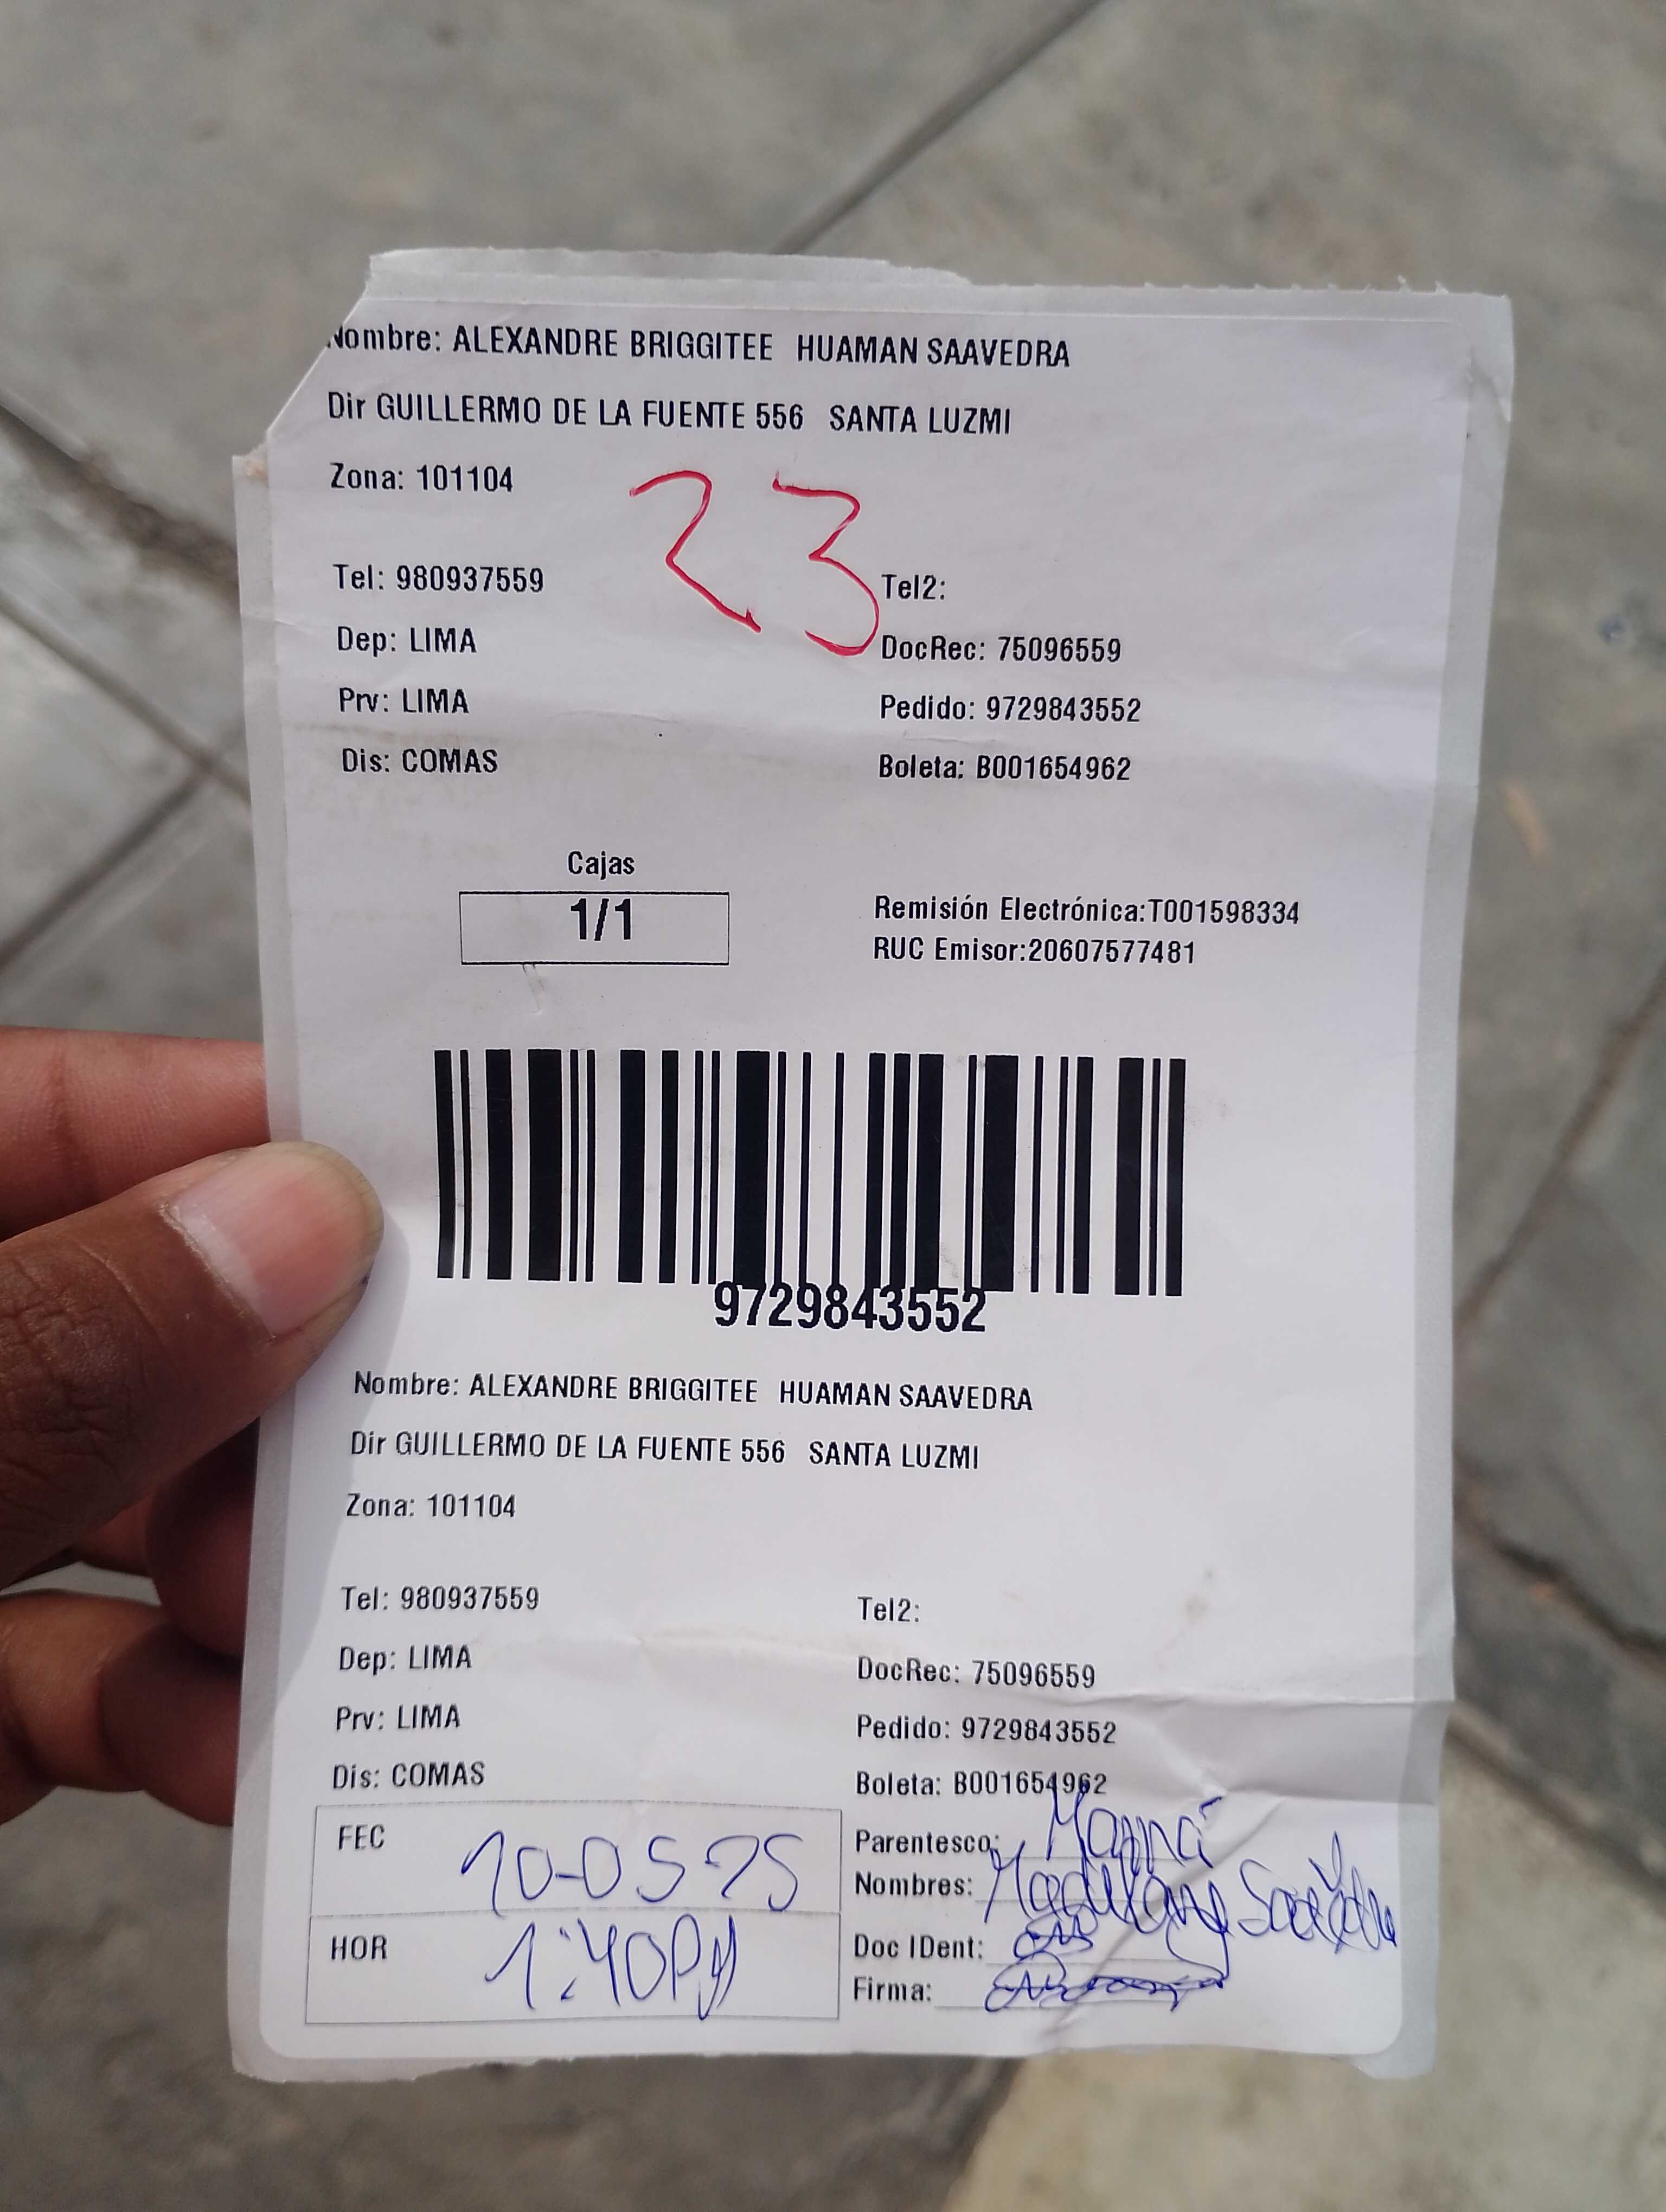 Nombre: ALEXANDRE BRIGGITEE HUAMAN SAAVEDRA
Dir GUILLERMO DE LA FUENTE 556 SANTA LUZMI
Zona: 101104
23
Tel: 980937559 Tel2:
Dep: LIMA DocRec: 75096559
Prv: LIMA Pedido: 9729843552
Dis: COMAS Boleta: B001654962
Cajas
1/1
Remisión Electrónica:T001598334
RUC Emisor:20607577481
9729843552
Nombre: ALEXANDRE BRIGGITEE HUAMAN SAAVEDRA
Dir GUILLERMO DE LA FUENTE 556 SANTA LUZMI
Zona: 101104
Tel: 980937559 Tel2:
Dep: LIMA DocRec: 75096559
Prv: LIMA Pedido: 9729843552
Dis: COMAS Boleta: B001654962
FEC 10-05 25
HOR 1:40PM
Parentesco: Mamá
Nombres:
Doc IDent:
Firma: